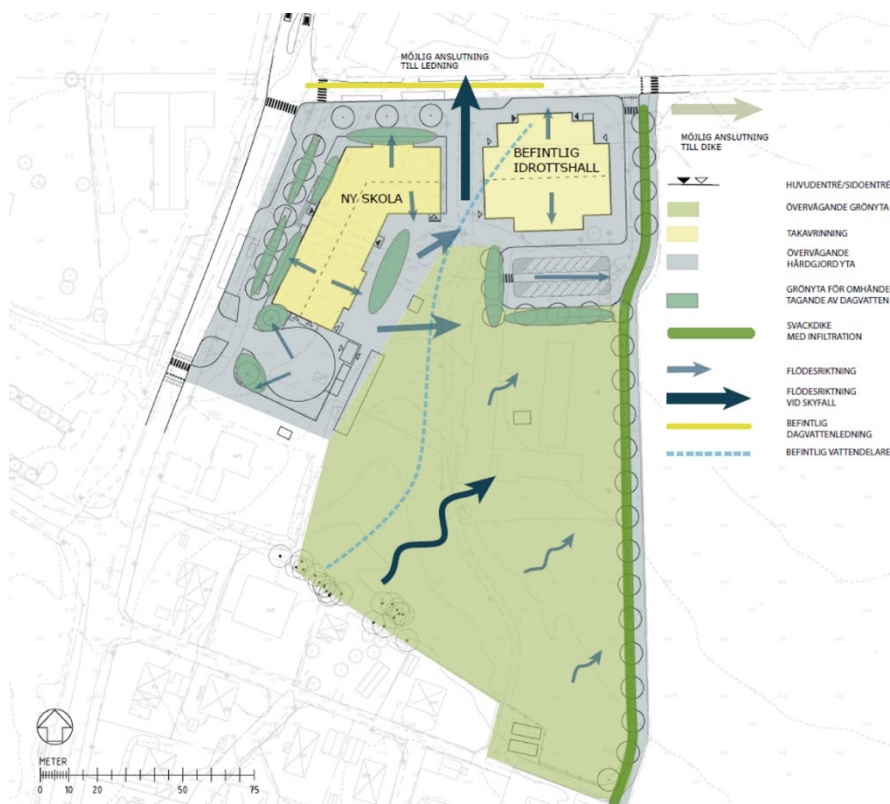 MÖJLIG ANSLUTNING
TILL LEDNING
BEFINTLIG
IDROTTSHALL
NY SKOLA
MÖJLIG ANSLUTNING
TILL DIKE
HUVUDENTRÉ/SIDOENTRÉ
ÖVERVÄGANDE GRÖNYTA
TAKAVRINNING
ÖVERVÄGANDE
HÅRDGJORD YTA
GRÖNYTA FÖR OMHÄNDE
TAGANDE AV DAGVATTEN
SVACKDIKE
MED INFILTRATION
FLÖDESRIKTNING
FLÖDESRIKTNING
VID SKYFALL
BEFINTLIG
DAGVATTENLEDNING
BEFINTLIG VATTENDELARE
METER
0 10 20 50 75